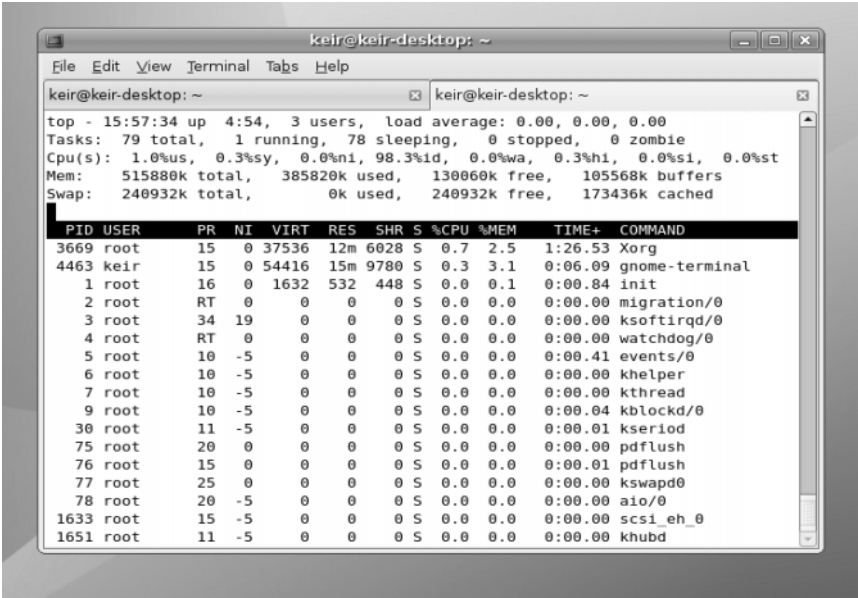 keir@keir-desktop: ~
File Edit View Terminal Tabs Help
keir@keir-desktop: ~ keir@keir-desktop: ~
top - 15:57:34 up  4:54,  3 users,  load average: 0.00, 0.00, 0.00
Tasks:  79 total,   1 running,  78 sleeping,   0 stopped,   0 zombie
Cpu(s):  1.0%us,  0.3%sy,  0.0%ni, 98.3%id,  0.0%wa,  0.3%hi,  0.0%si,  0.0%st
Mem:    515880k total,   385820k used,   130060k free,   105568k buffers
Swap:   240932k total,        0k used,   240932k free,   173436k cached
PID USER      PR  NI  VIRT  RES  SHR S %CPU %MEM    TIME+  COMMAND
3669 root      15   0 37536  12m 6028 S  0.7  2.5   1:26.53 Xorg
4463 keir      15   0 54416  15m 9780 S  0.3  3.1   0:06.09 gnome-terminal
1 root      16   0  1632  532  448 S  0.0  0.1   0:00.84 init
2 root      RT   0     0    0    0 S  0.0  0.0   0:00.00 migration/0
3 root      34  19     0    0    0 S  0.0  0.0   0:00.00 ksoftirqd/0
4 root      RT   0     0    0    0 S  0.0  0.0   0:00.00 watchdog/0
5 root      10  -5     0    0    0 S  0.0  0.0   0:00.41 events/0
6 root      10  -5     0    0    0 S  0.0  0.0   0:00.00 khelper
7 root      10  -5     0    0    0 S  0.0  0.0   0:00.00 kthread
9 root      10  -5     0    0    0 S  0.0  0.0   0:00.04 kblockd/0
30 root      11  -5     0    0    0 S  0.0  0.0   0:00.01 kseriod
75 root      20   0     0    0    0 S  0.0  0.0   0:00.00 pdflush
76 root      15   0     0    0    0 S  0.0  0.0   0:00.01 pdflush
77 root      25   0     0    0    0 S  0.0  0.0   0:00.00 kswapd0
78 root      20  -5     0    0    0 S  0.0  0.0   0:00.00 aio/0
1633 root      15  -5     0    0    0 S  0.0  0.0   0:00.00 scsi_eh_0
1651 root      11  -5     0    0    0 S  0.0  0.0   0:00.00 khubd